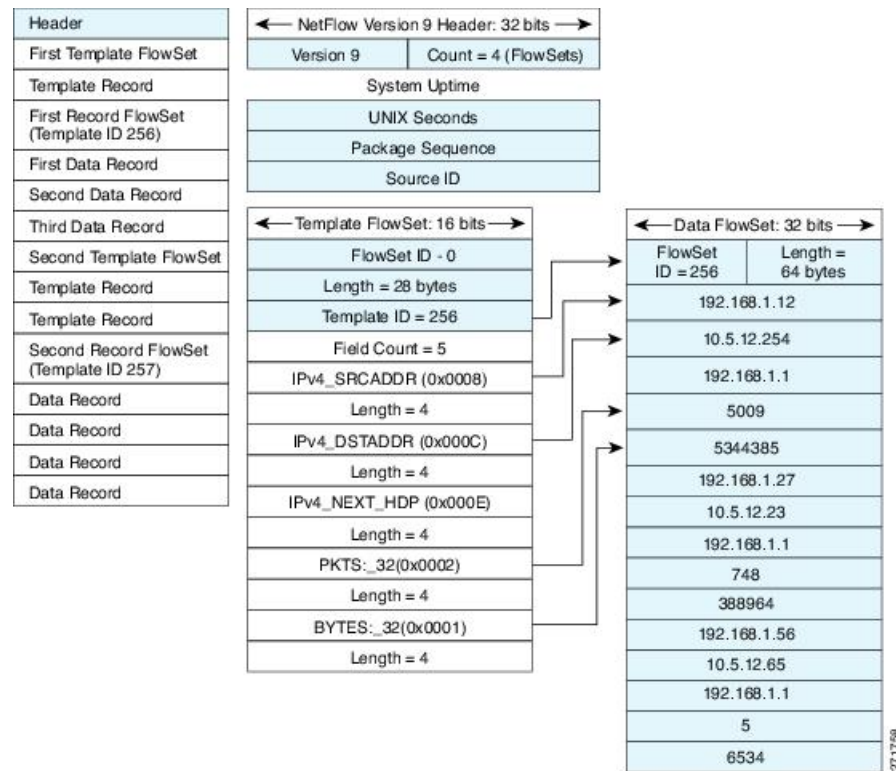 Header
First Template FlowSet
Template Record
First Record FlowSet
(Template ID 256)
First Data Record
Second Data Record
Third Data Record
Second Template FlowSet
Template Record
Template Record
Second Record FlowSet
(Template ID 257)
Data Record
Data Record
Data Record
Data Record
NetFlow Version 9 Header: 32 bits
Version 9
Count = 4 (FlowSets)
System Uptime
UNIX Seconds
Package Sequence
Source ID
Template FlowSet: 16 bits
FlowSet ID - 0
Length = 28 bytes
Template ID = 256
Field Count = 5
IPv4_SRCADDR (0x0008)
Length = 4
IPv4_DSTADDR (0x000C)
Length = 4
IPv4_NEXT_HDP (0x000E)
Length = 4
PKTS:_32(0x0002)
Length = 4
BYTES:_32(0x0001)
Length = 4
Data FlowSet: 32 bits
FlowSet
ID = 256
Length =
64 bytes
192.168.1.12
10.5.12.254
192.168.1.1
5009
5344385
192.168.1.27
10.5.12.23
192.168.1.1
748
388964
192.168.1.56
10.5.12.65
192.168.1.1
5
6534